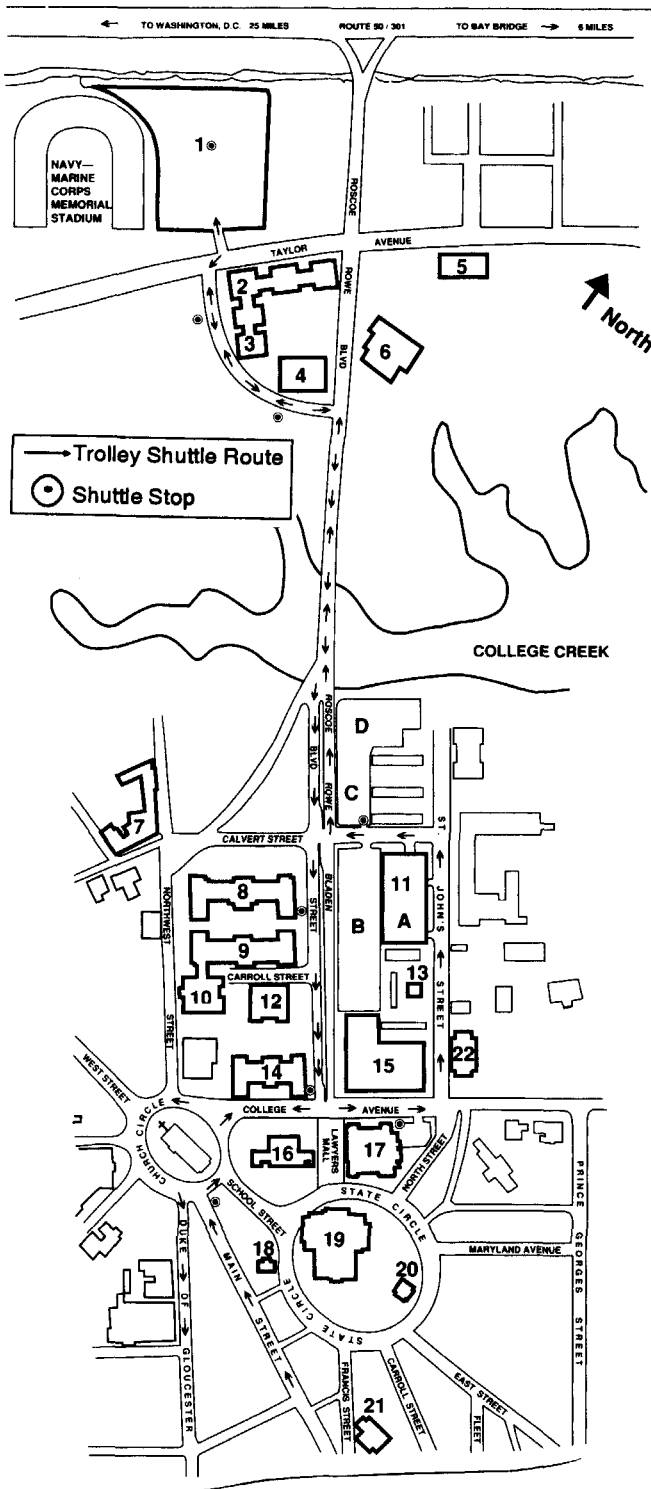 TO WASHINGTON, D.C. 25 MILES
ROUTE 50 / 301
TO BAY BRIDGE
6 MILES
1
NAVY—
MARINE
CORPS
MEMORIAL
STADIUM
ROSCOE
TAYLOR
AVENUE
2
ROWE
5
North
3
6
4
BLVD
Trolley Shuttle Route
Shuttle Stop
COLLEGE CREEK
ROSCOE
D
BLVD
ROWE
C
7
CALVERT STREET
ST.
8
STREET
BLADEN
11
JOHN'S
NORTHWEST
B
A
9
CARROLL STREET
13
10
12
STREET
STREET
15
22
WEST STREET
14
COLLEGE
AVENUE
CHURCH CIRCLE
16
LAWYERS
MALL
17
NORTH STREET
PRINCE
GEORGES
STREET
STATE CIRCLE
SCHOOL STREET
19
18
MARYLAND AVENUE
20
DUKE
OF
GLOUCESTER
MAIN
STREET
STATE CIRCLE
FRANCIS STREET
CARROLL
STREET
EAST STREET
21
FLEET